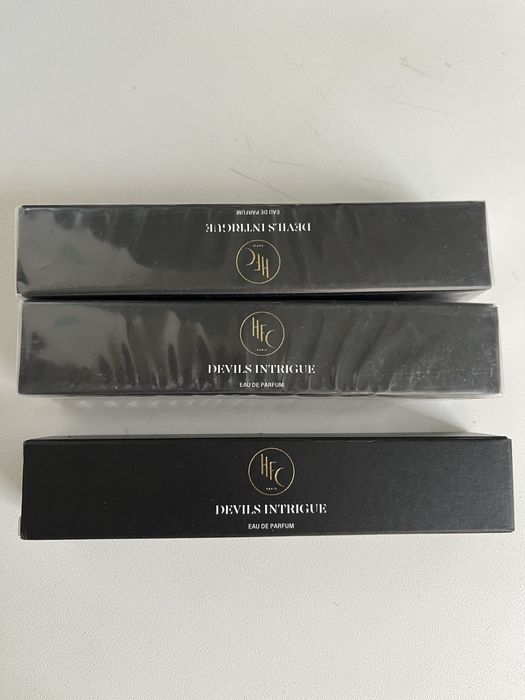 EAU DE PARFUM
DEVILS INTRIGUE
PARIS
HFC
HFC
PARIS
DEVILS INTRIGUE
EAU DE PARFUM
HFC
PARIS
DEVILS INTRIGUE
EAU DE PARFUM